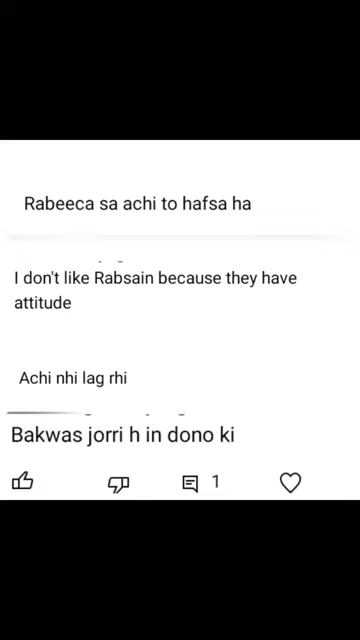 Rabeeca sa achi to hafsa ha
I don't like Rabsain because they have
attitude
Achi nhi lag rhi
Bakwas jorri h in dono ki
1